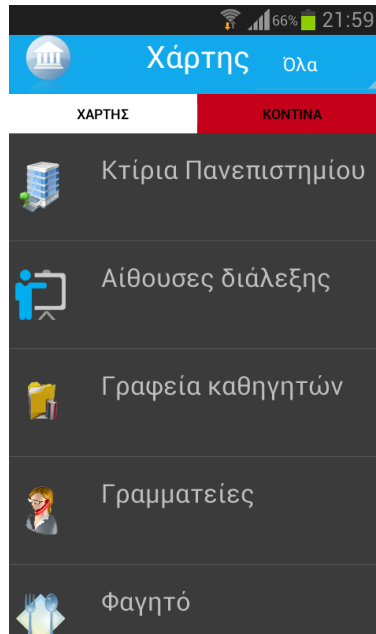 66% 21:59
Χάρτης Όλα
ΧΑΡΤΗΣ ΚΟΝΤΙΝΑ
Κτίρια Πανεπιστημίου
Αίθουσες διάλεξης
Γραφεία καθηγητών
Γραμματείες
Φαγητό